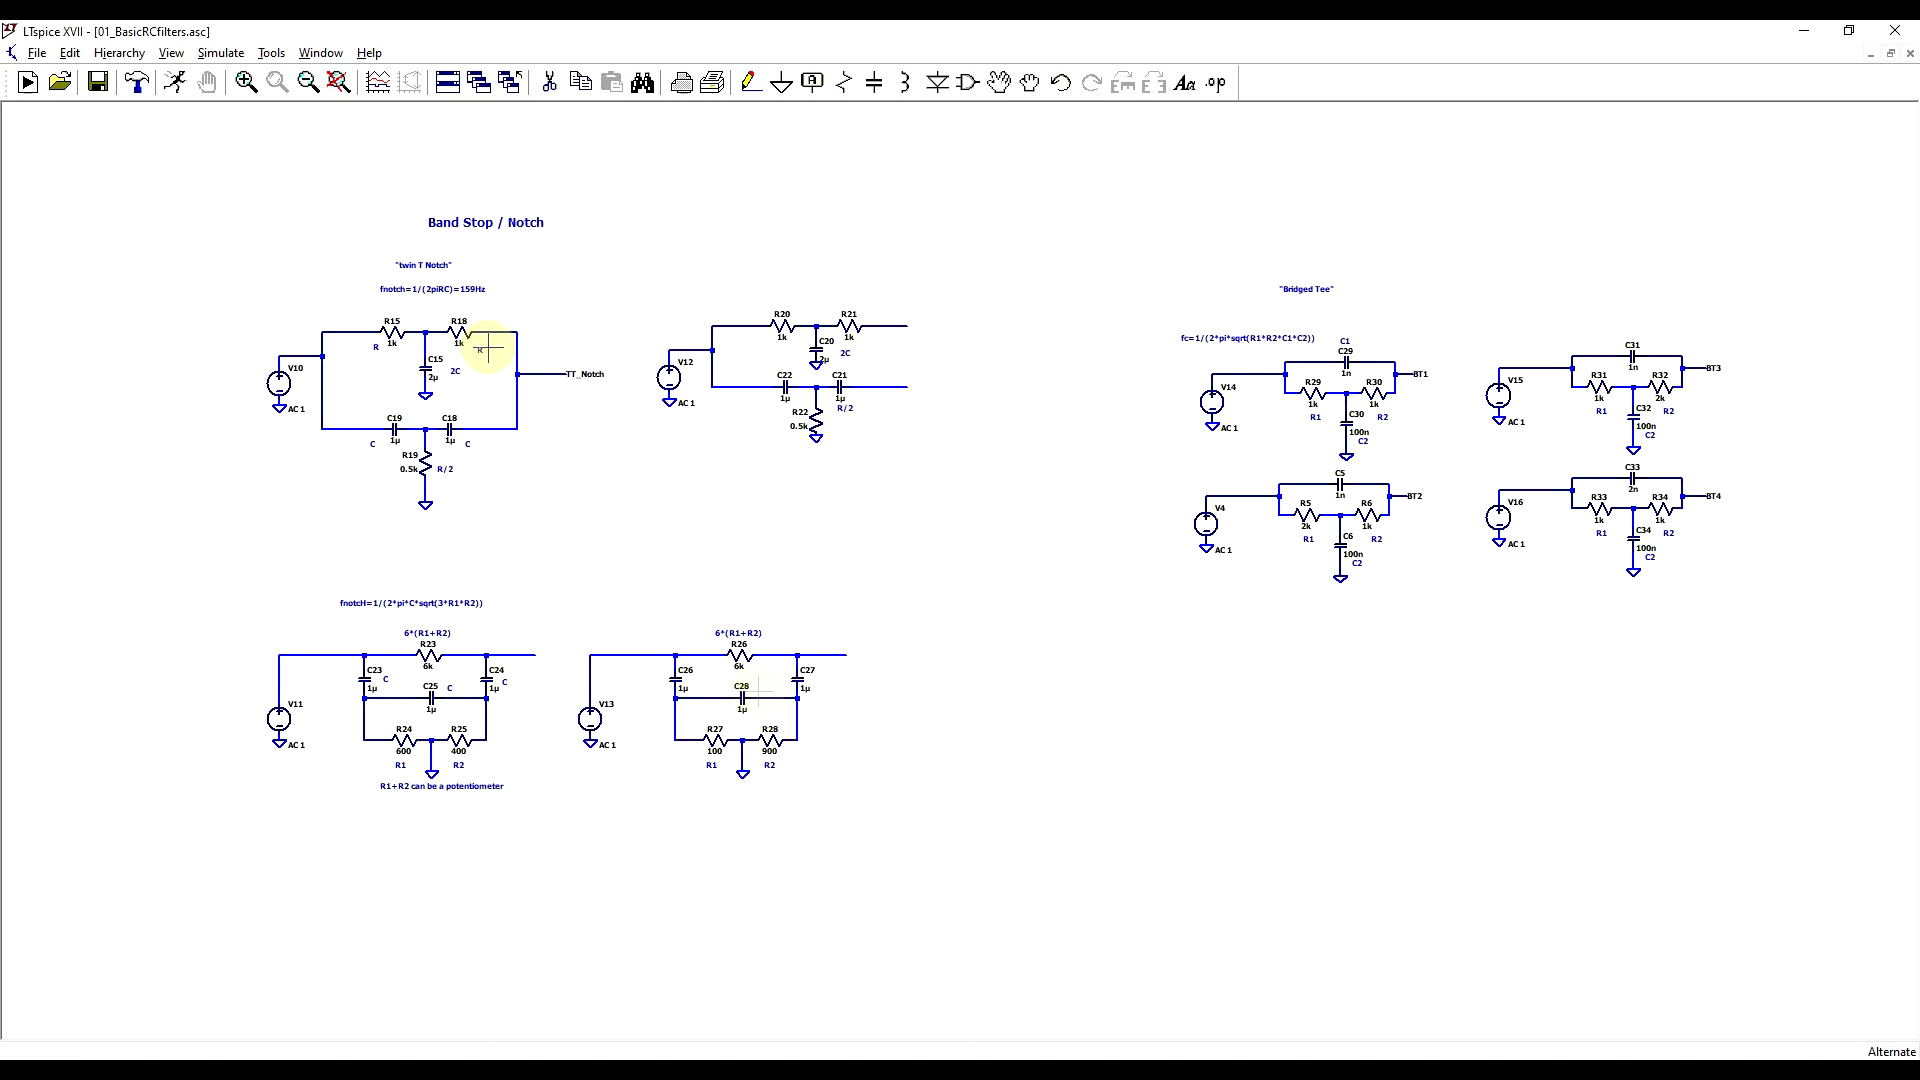 LTspice XVII - [01_BasicRCfilters.asc]
File Edit Hierarchy View Simulate Tools Window Help
.op
Band Stop / Notch
"twin T Notch"
fnotch=1/(2piRC)=159Hz
R15 R18
R 1k 1k R
C15
2µ 2C
V10
AC 1
TT_Notch
C19 C18
1µ 1µ
C C
R19
0.5k R/2
R20 R21
1k 1k
C20
2µ 2C
V12
AC 1
C22 C21
1µ 1µ
R22 R/2
0.5k
"Bridged Tee"
fc=1/(2*pi*sqrt(R1*R2*C1*C2))
C1
C29
1n
V14
AC 1
R29 R30
1k 1k
R1 R2
C30
100n
C2
BT1
C31
1n
V15
AC 1
R31 R32
1k 2k
R1 R2
C32
100n
C2
BT3
C5
1n
V4
AC 1
R5 R6
2k 1k
R1 R2
C6
100n
C2
BT2
C33
2n
V16
AC 1
R33 R34
1k 1k
R1 R2
C34
100n
C2
BT4
fnotcH=1/(2*pi*C*sqrt(3*R1*R2))
6*(R1+R2)
R23
6k
C23 C
1µ
C24 C
1µ
C25 C
1µ
V11
AC 1
R24 R25
600 400
R1 R2
R1+R2 can be a potentiometer
6*(R1+R2)
R26
6k
C26
1µ
C27
1µ
C28
1µ
V13
AC 1
R27 R28
100 900
R1 R2
Alternate